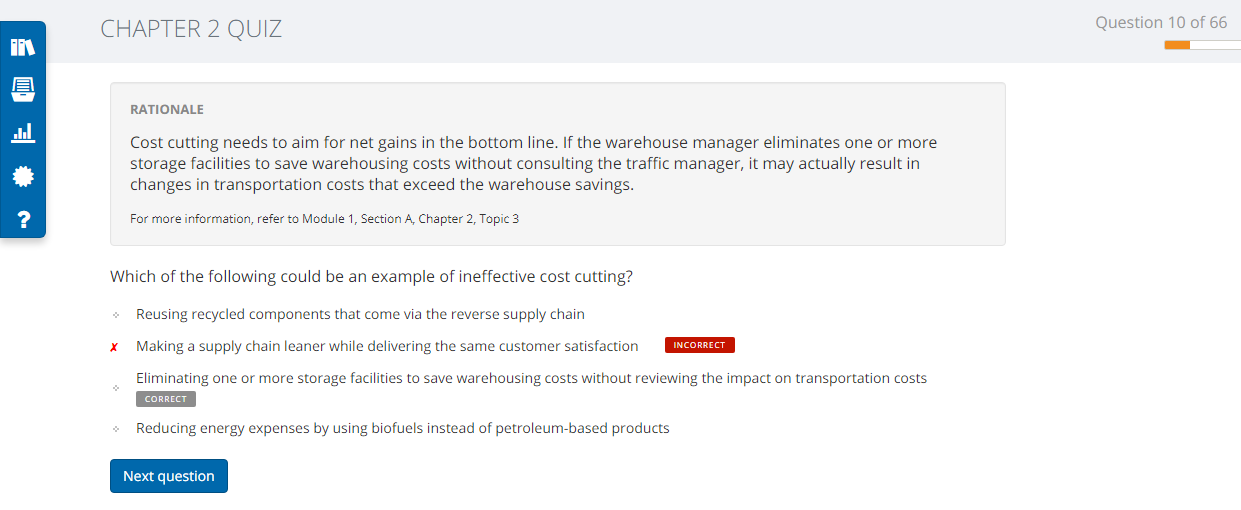 CHAPTER 2 QUIZ
Question 10 of 66
RATIONALE
Cost cutting needs to aim for net gains in the bottom line. If the warehouse manager eliminates one or more
storage facilities to save warehousing costs without consulting the traffic manager, it may actually result in
changes in transportation costs that exceed the warehouse savings.
For more information, refer to Module 1, Section A, Chapter 2, Topic 3
Which of the following could be an example of ineffective cost cutting?
Reusing recycled components that come via the reverse supply chain
✗ Making a supply chain leaner while delivering the same customer satisfaction INCORRECT
Eliminating one or more storage facilities to save warehousing costs without reviewing the impact on transportation costs
CORRECT
Reducing energy expenses by using biofuels instead of petroleum-based products
Next question
?